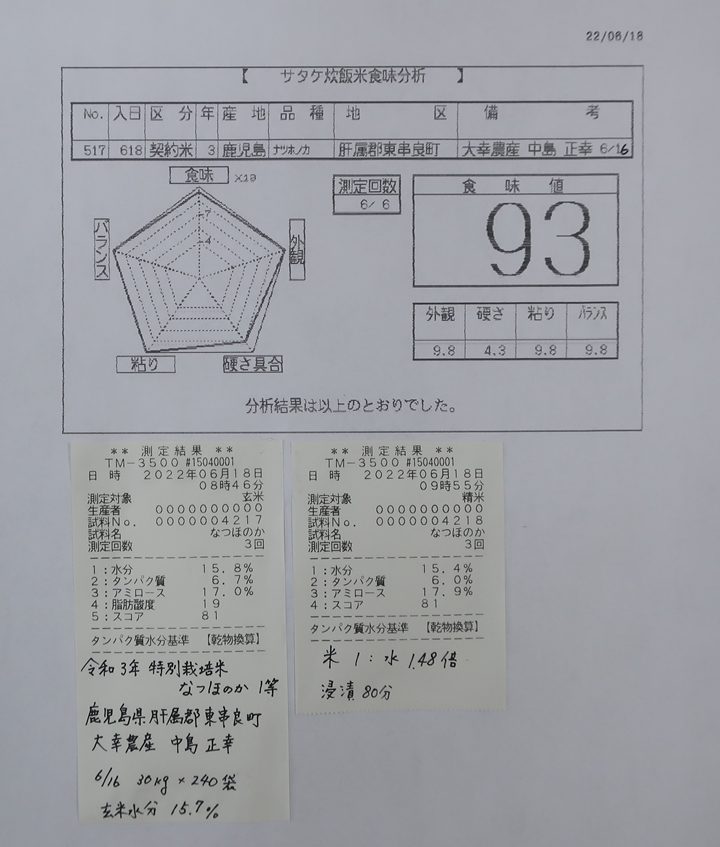 22/06/18
【 サタケ炊飯米食味分析 】
No. 入日 区分 年 産地 品種 地区 備考
517 618 契約米 3 鹿児島 ナツホノカ 肝属郡東串良町 大幸農産 中島 正幸 6/16
食味 X10
7
4
外観
硬さ具合
粘り
バランス
測定回数
6/ 6
食味値
93
外観 硬さ 粘り バランス
9.8 4.3 9.8 9.8
分析結果は以上のとおりでした。
** 測定結果 **
TM-3500 #15040001
日 時 2022年06月18日
08時46分
測定対象 玄米
生産者 0000000000
試料No. 0000004217
試料名 なつほのか
測定回数 3回
1:水分 15.8%
2:タンパク質 6.7%
3:アミロース 17.0%
4:脂肪酸度 19
5:スコア 81
タンパク質水分基準 【乾物換算】
令和3年 特別栽培米
なつほのか 1等
鹿児島県肝属郡東串良町
大幸農産 中島 正幸
6/16 30kg × 240袋
玄米水分 15.7%
** 測定結果 **
TM-3500 #15040001
日 時 2022年06月18日
09時55分
測定対象 精米
生産者 0000000000
試料No. 0000004218
試料名 なつほのか
測定回数 3回
1:水分 15.4%
2:タンパク質 6.0%
3:アミロース 17.9%
4:スコア 81
タンパク質水分基準 【乾物換算】
米 1:水 1.48倍
浸漬 80分